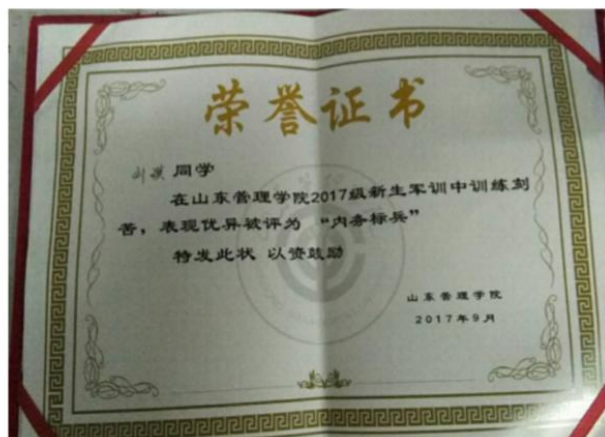 荣誉证书
刘 同学
在山东管理学院2017级新生军训中训练刻
苦，表现优异被评为 “内务标兵”
特发此状 以资鼓励
山东管理学院
2017年9月